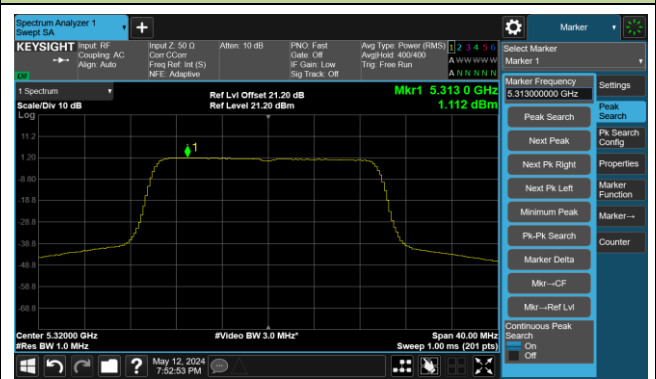 Spectrum Analyzer 1
Swept SA
+
Marker
KEYSIGHT Input: RF Input Z: 50 Ω Atten: 10 dB PNO: Fast Avg Type: Power (RMS) 1 2 3 4 5 6
Coupling: AC Corr CCorr Gate: Off Avg|Hold: 400/400
Align: Auto Freq Ref: Int (S) IF Gain: Low Trig: Free Run A W W W W W
NFE: Adaptive Sig Track: Off A N N N N N
LXI
Select Marker
Marker 1
1 Spectrum
Scale/Div 10 dB
Log
Ref Lvl Offset 21.20 dB
Ref Level 21.20 dBm
Mkr1 5.313 0 GHz
1.112 dBm
11.2
1.20
-8.80
-18.8
-28.8
-38.8
-48.8
-58.8
-68.8
1
Center 5.32000 GHz #Video BW 3.0 MHz* Span 40.00 MHz
#Res BW 1.0 MHz Sweep 1.00 ms (201 pts)
Marker Frequency
5.313000000 GHz
Peak Search
Next Peak
Next Pk Right
Next Pk Left
Minimum Peak
Pk-Pk Search
Marker Delta
Mkr→CF
Mkr→Ref Lvl
Continuous Peak
Search
On
Off
Settings
Peak
Search
Pk Search
Config
Properties
Marker
Function
Marker→
Counter
?
May 12, 2024
7:52:53 PM